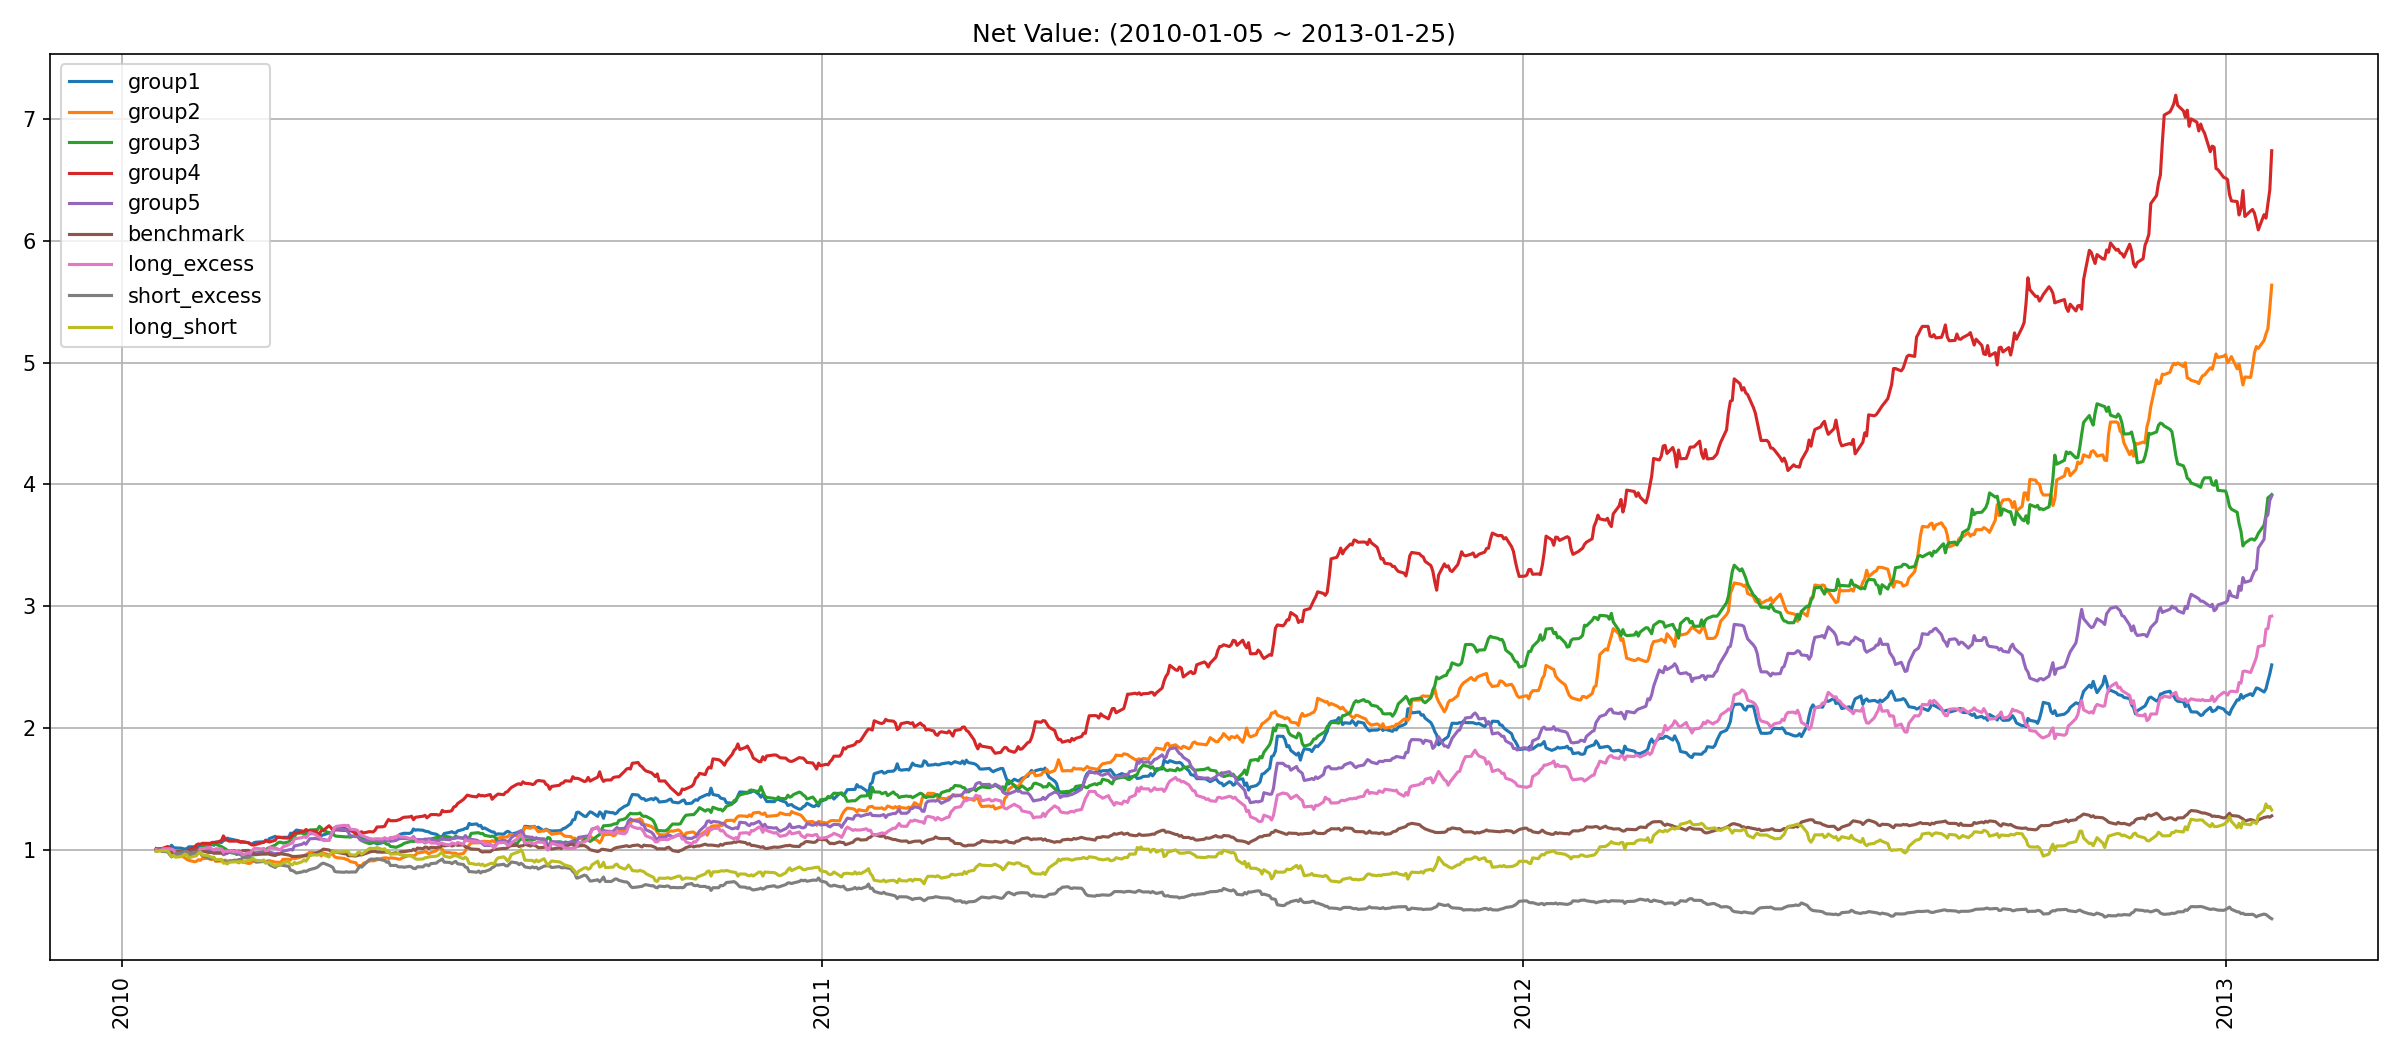 Net Value: (2010-01-05 ~ 2013-01-25)
group1
group2
group3
group4
group5
benchmark
long_excess
short_excess
long_short
7
6
5
4
3
2
1
2010
2011
2012
2013